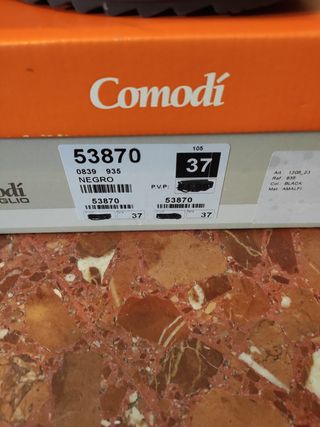 Comodí
53870
105
37
0839 935
NEGRO
P.V.P:
53870
53870
37
37
Art. 1208_23
Ref. 935
Col. BLACK
Mat. AMALFI
odí
GLIO